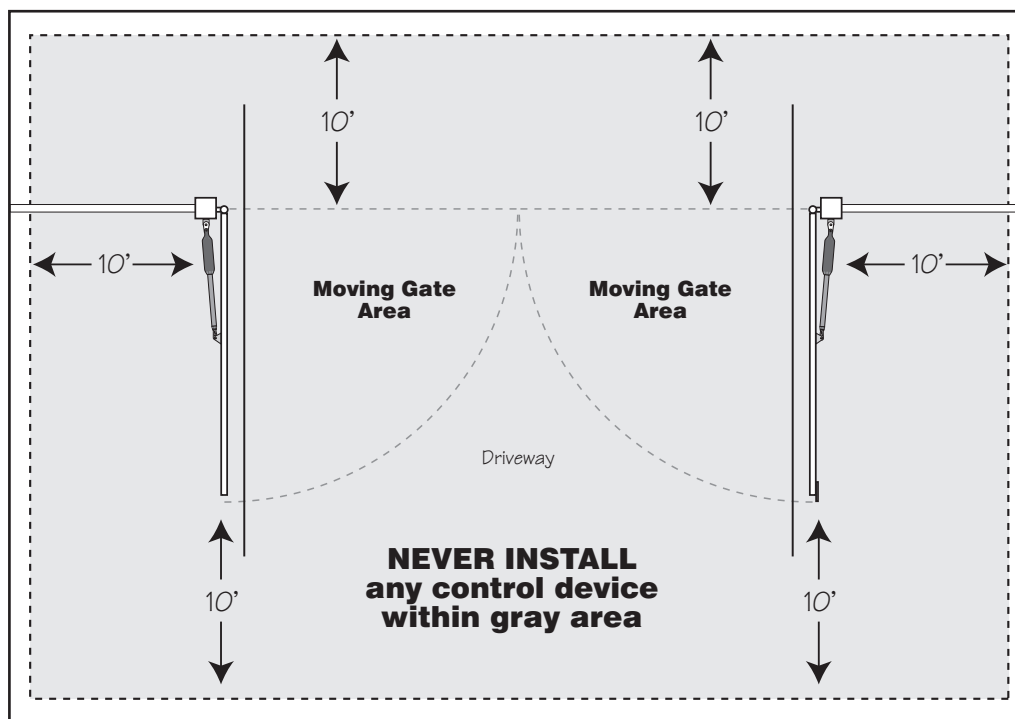 10’
10’
10’
10’
Moving Gate
Area
Moving Gate
Area
Driveway
NEVER INSTALL
any control device
within gray area
10’
10’